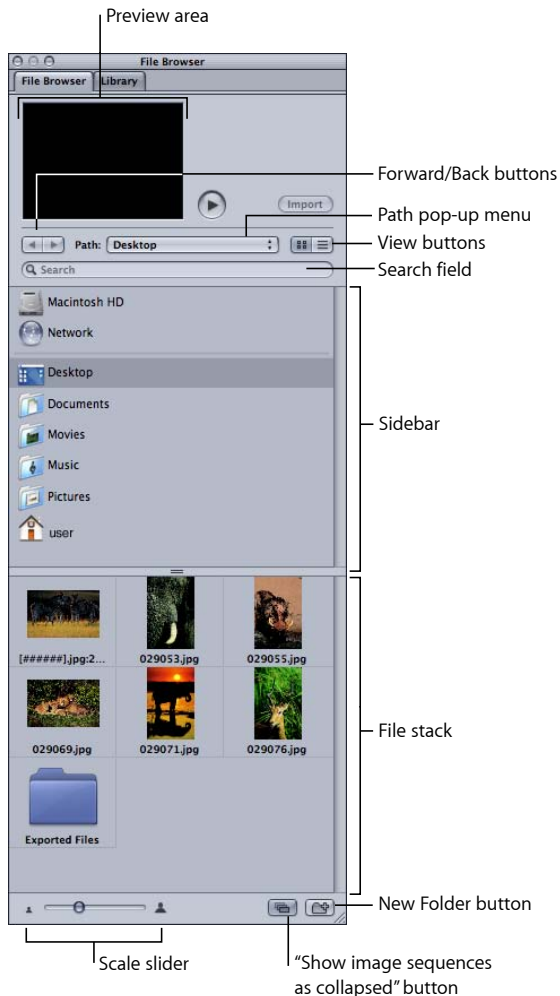 Preview area
File Browser
File Browser
Library
Forward/Back buttons
Import
Path pop-up menu
Path: Desktop
View buttons
Search
Search field
Macintosh HD
Network
Desktop
Documents
Movies
Sidebar
Music
Pictures
user
[######].jpg:2...
029053.jpg
029055.jpg
File stack
029069.jpg
029071.jpg
029076.jpg
Exported Files
New Folder button
Scale slider
“Show image sequences
as collapsed” button